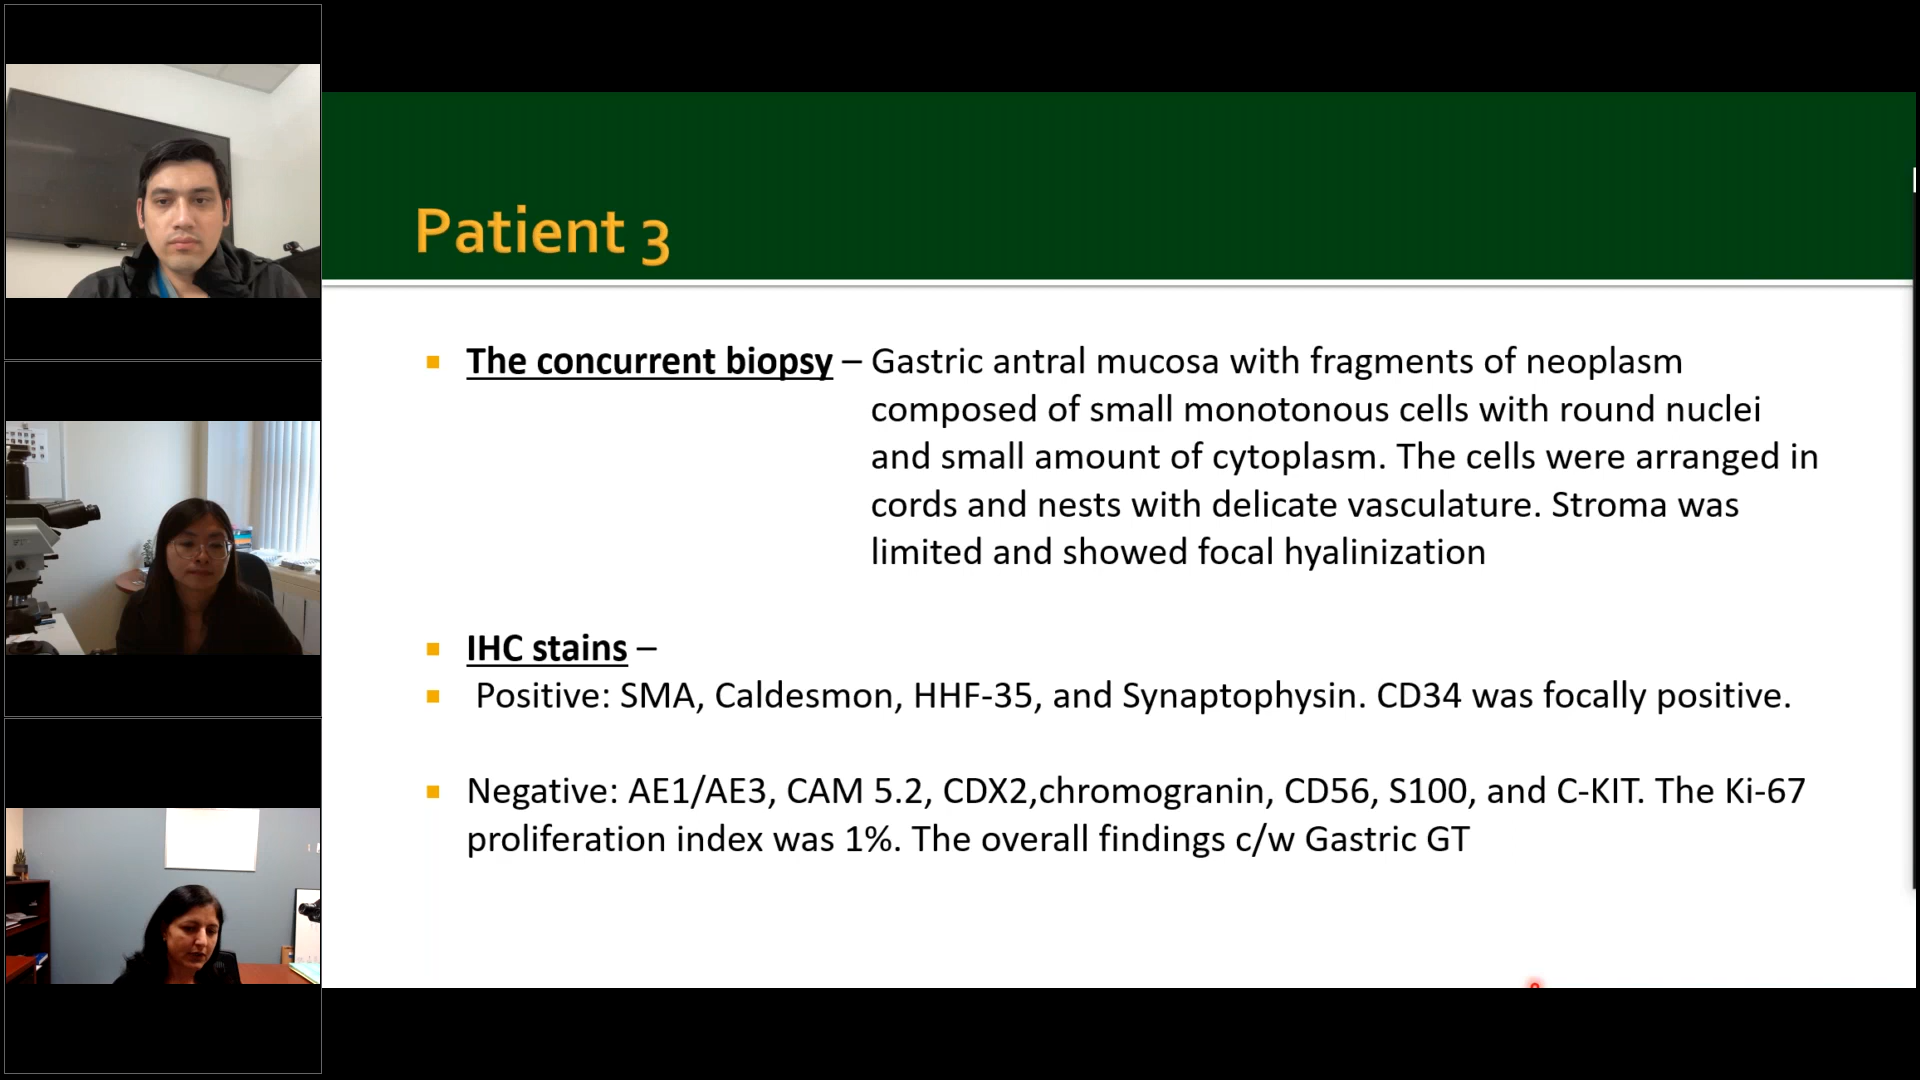 Patient 3
▪ The concurrent biopsy – Gastric antral mucosa with fragments of neoplasm
composed of small monotonous cells with round nuclei
and small amount of cytoplasm. The cells were arranged in
cords and nests with delicate vasculature. Stroma was
limited and showed focal hyalinization
▪ IHC stains –
▪ Positive: SMA, Caldesmon, HHF-35, and Synaptophysin. CD34 was focally positive.
▪ Negative: AE1/AE3, CAM 5.2, CDX2,chromogranin, CD56, S100, and C-KIT. The Ki-67
proliferation index was 1%. The overall findings c/w Gastric GT